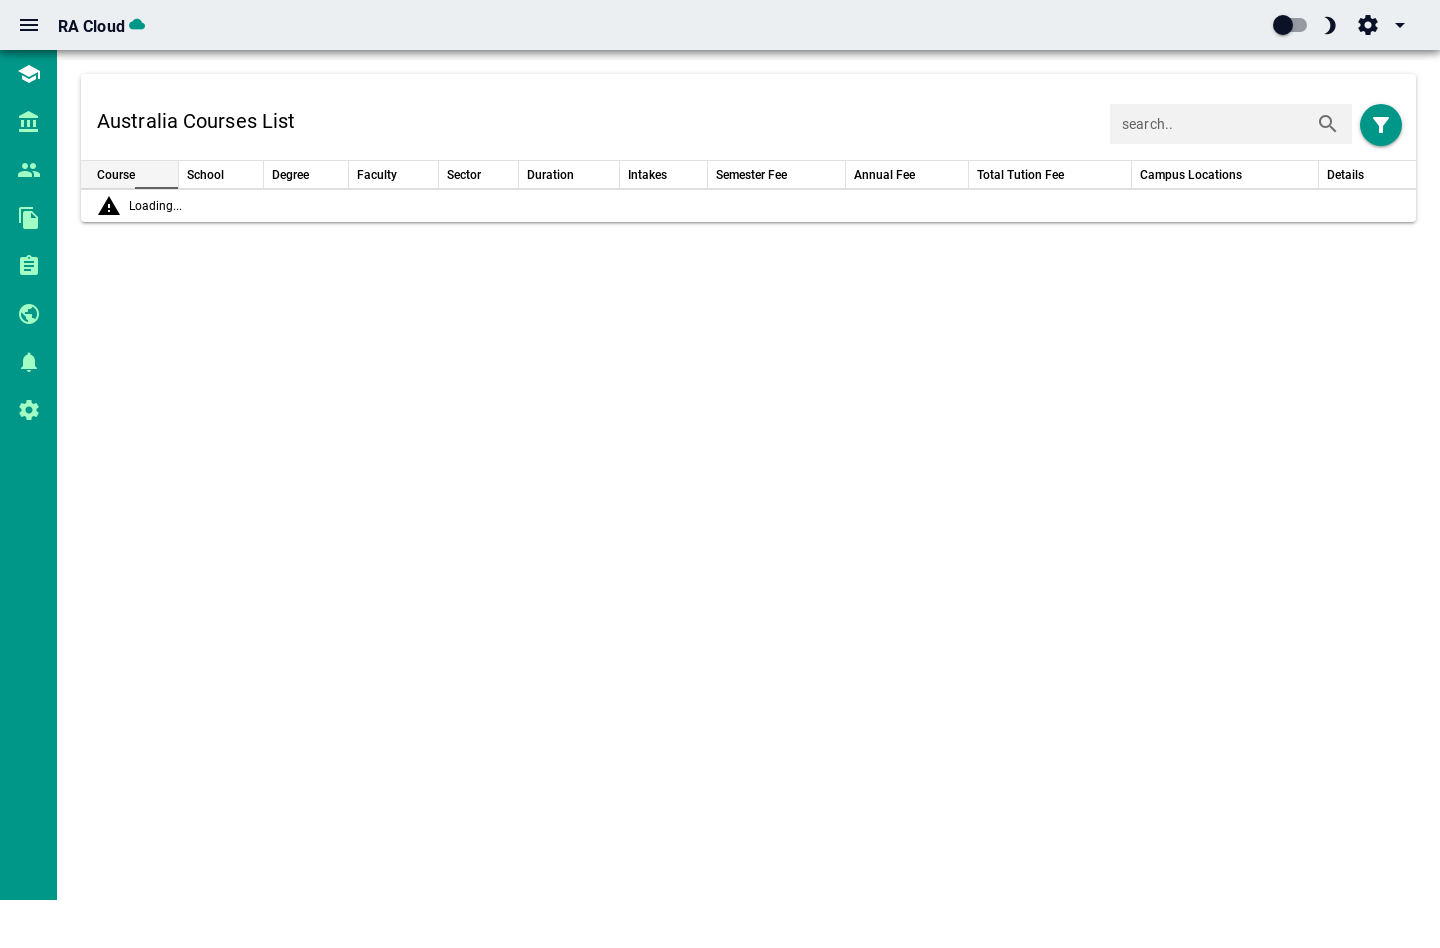 RA Cloud
Australia Courses List
search..
Course School Degree Faculty Sector Duration Intakes Semester Fee Annual Fee Total Tution Fee Campus Locations Details
Loading...